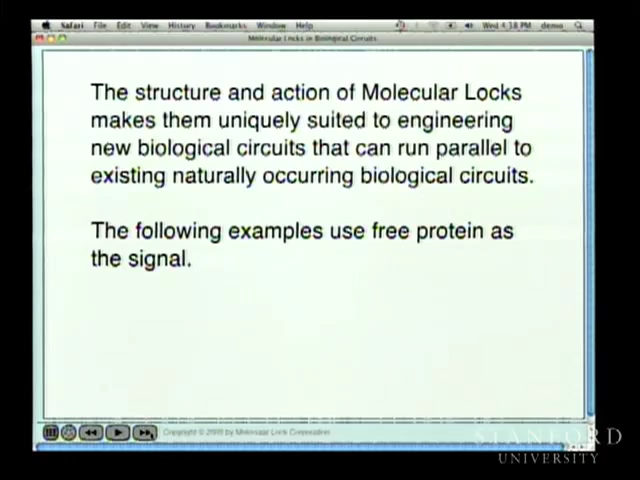 Safari File Edit View History Bookmarks Window Help Wed 4:38 PM demo
Molecular Locks in Biological Circuits
The structure and action of Molecular Locks
makes them uniquely suited to engineering
new biological circuits that can run parallel to
existing naturally occurring biological circuits.
The following examples use free protein as
the signal.
Copyright © by Molecular Lock Corporation
STANFORD
UNIVERSITY